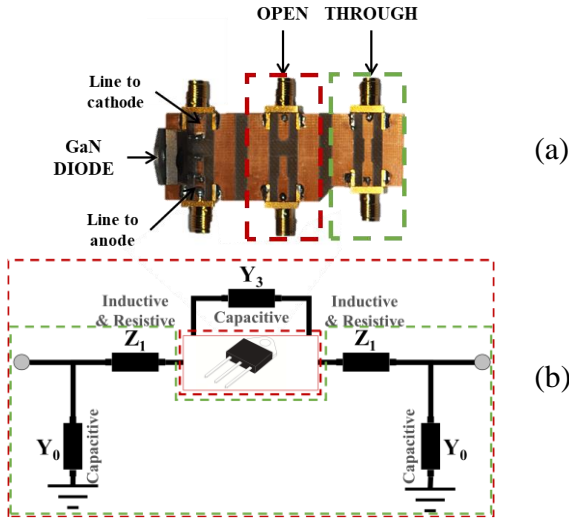 OPEN THROUGH
Line to
cathode
GaN
DIODE
Line to
anode
(a)
Y3
Capacitive
Inductive
& Resistive
Z1
Inductive
& Resistive
Z1
(b)
Y0
Capacitive
Capacitive
Y0